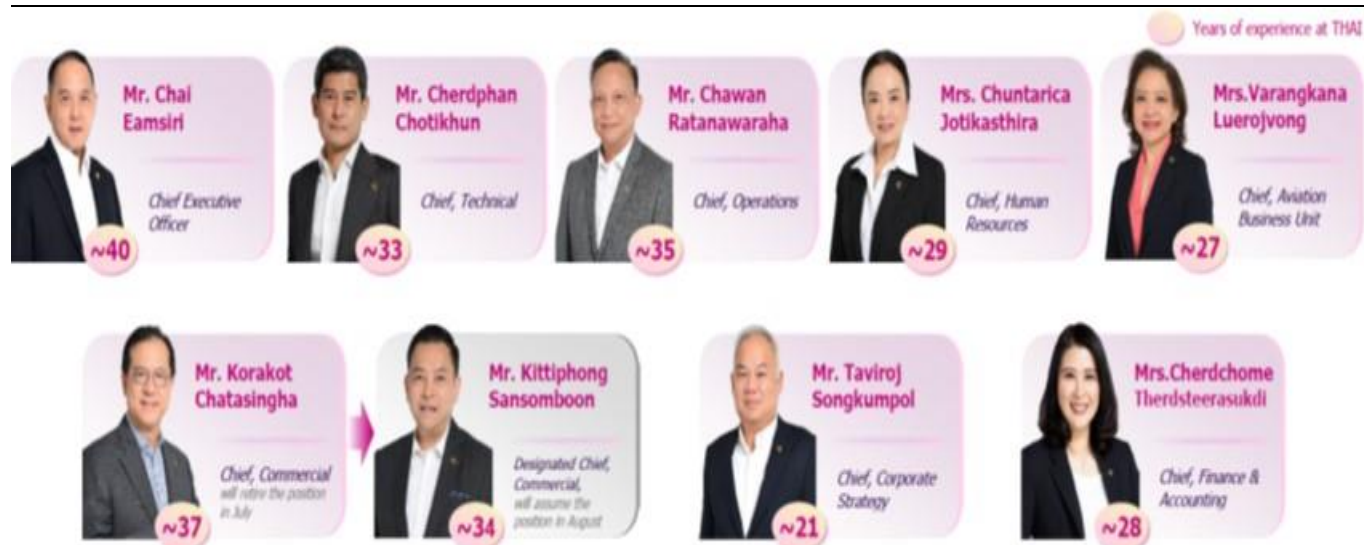 Years of experience at THAI
Mr. Chai
Eamsiri
Chief Executive
Officer
~40
Mr. Cherdphan
Chotikhun
Chief, Technical
~33
Mr. Chawan
Ratanawaraha
Chief, Operations
~35
Mrs. Chuntarica
Jotikasthira
Chief, Human
Resources
~29
Mrs.Varangkana
Luerojvong
Chief, Aviation
Business Unit
~27
Mr. Korakot
Chatasingha
Chief, Commercial
will retire the position
in July
~37
Mr. Kittiphong
Sansomboon
Designated Chief,
Commercial,
will assume the
position in August
~34
Mr. Taviroj
Songkumpol
Chief, Corporate
Strategy
~21
Mrs.Cherdchome
Therdsteerasukdi
Chief, Finance &
Accounting
~28